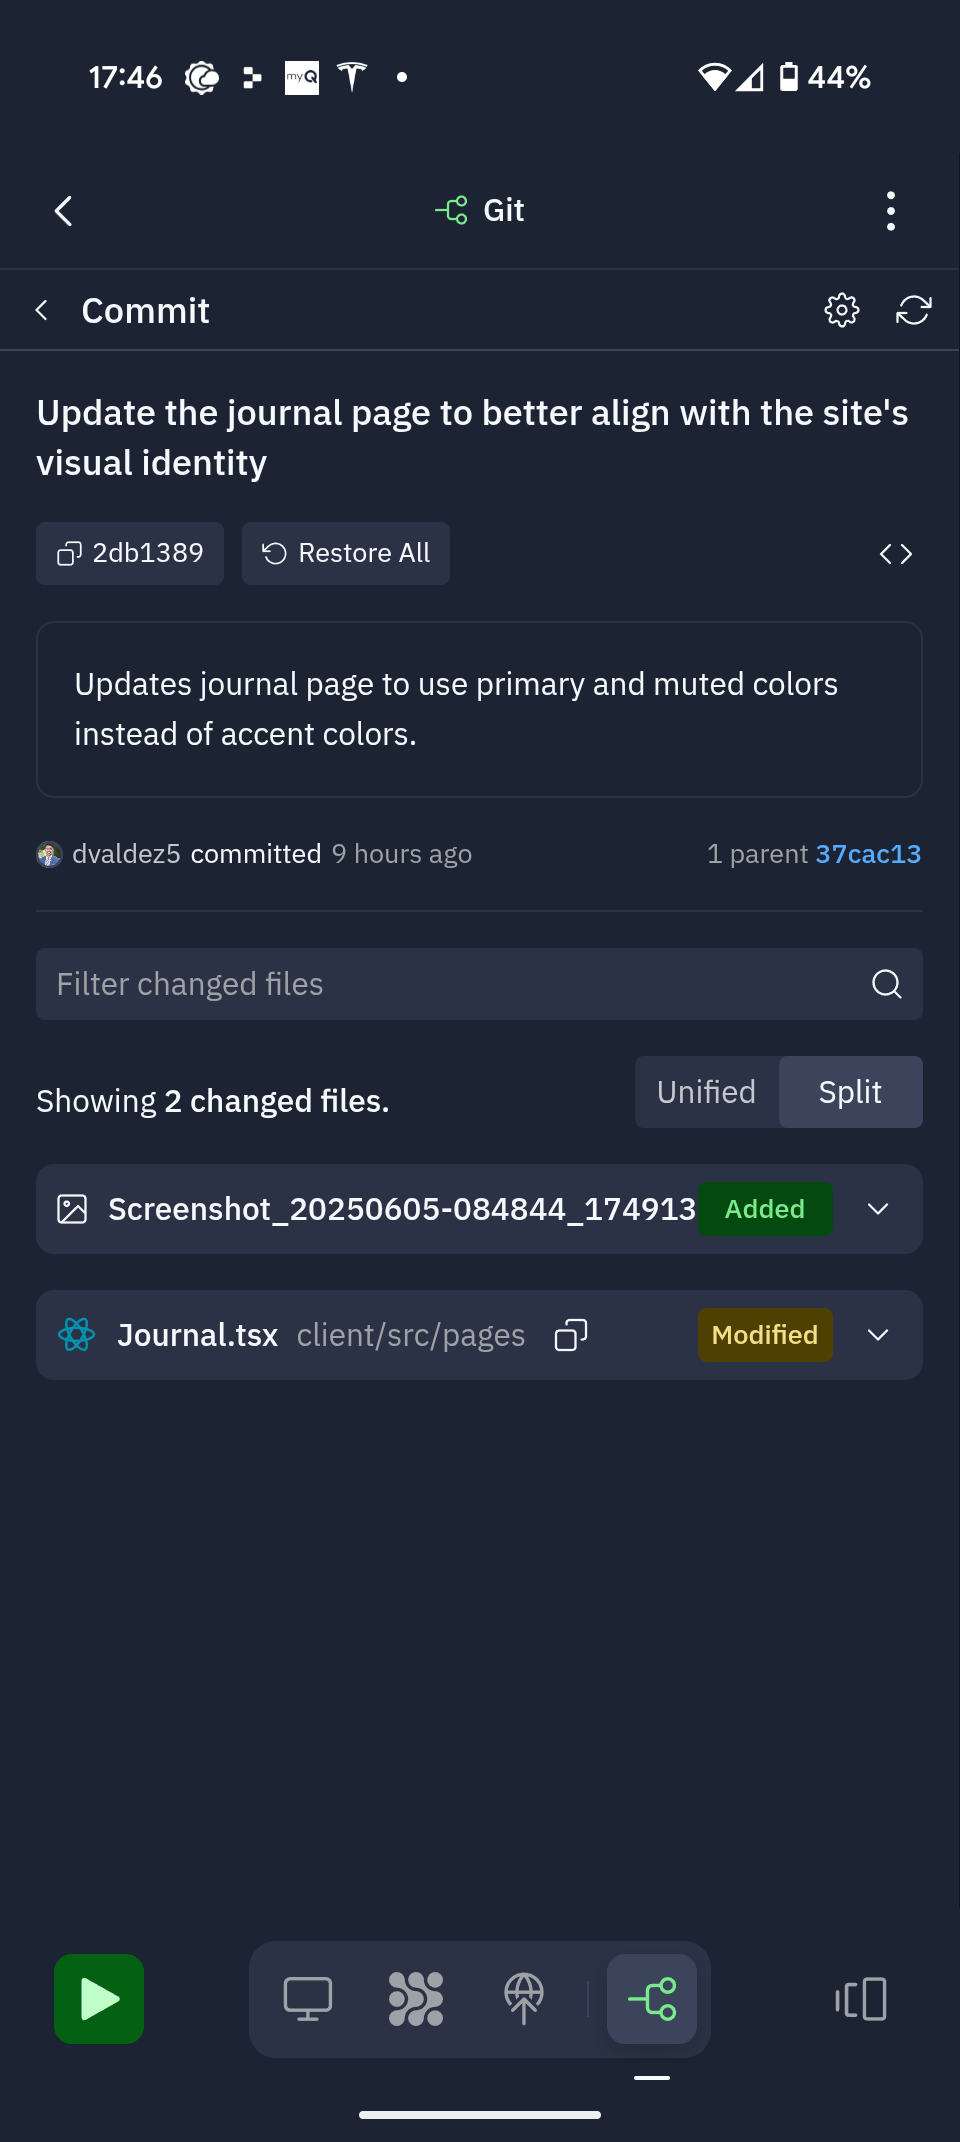 17:46 myQ 44%
Git
Commit
Update the journal page to better align with the site's
visual identity
2db1389 Restore All
Updates journal page to use primary and muted colors
instead of accent colors.
dvaldez5 committed 9 hours ago 1 parent 37cac13
Filter changed files
Showing 2 changed files. Unified Split
Screenshot_20250605-084844_174913 Added
Journal.tsx client/src/pages Modified